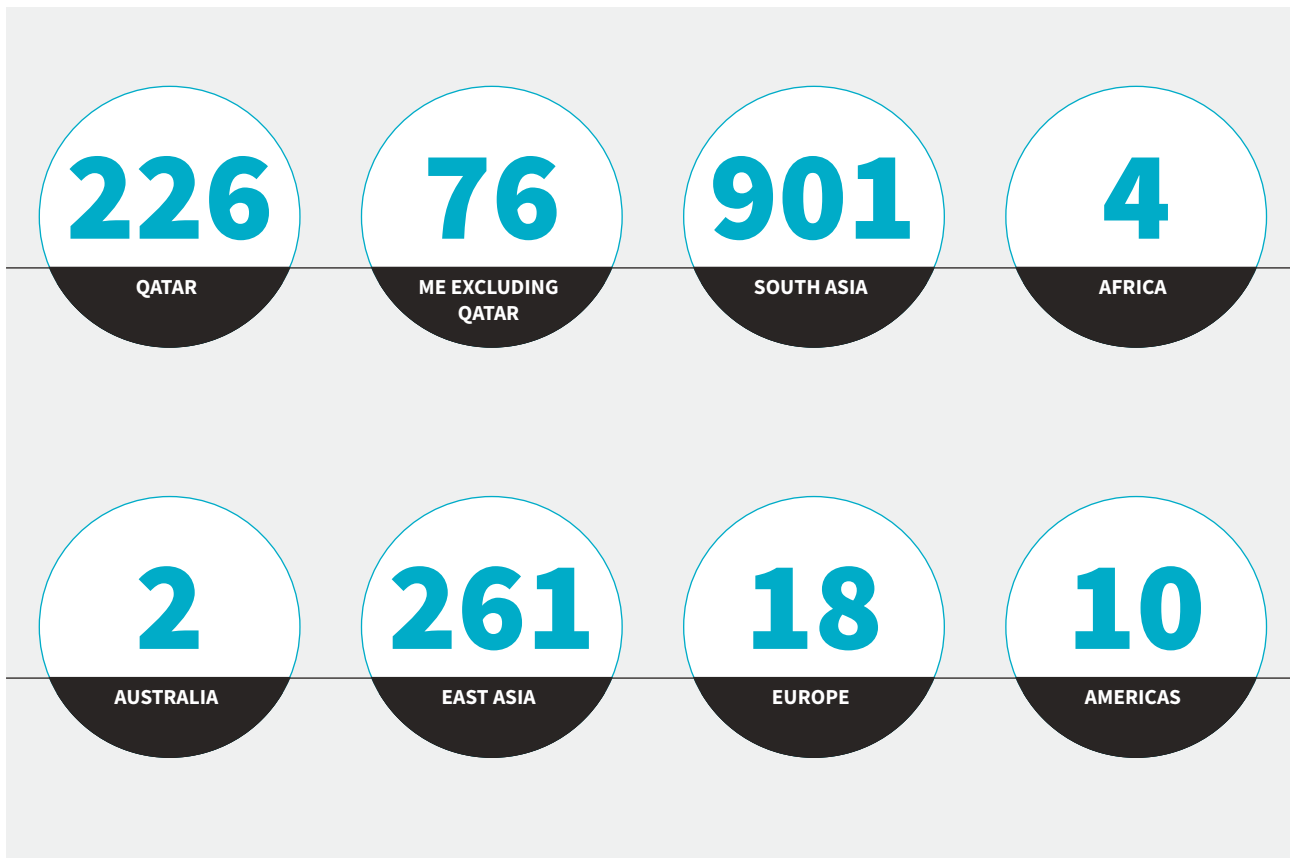 226
QATAR
76
ME EXCLUDING
QATAR
901
SOUTH ASIA
4
AFRICA
2
AUSTRALIA
261
EAST ASIA
18
EUROPE
10
AMERICAS